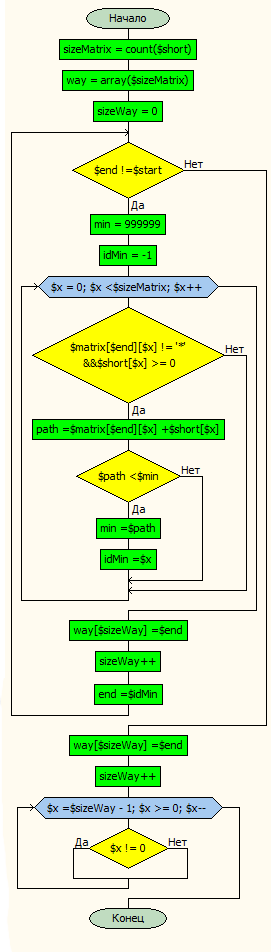 Начало
sizeMatrix = count($short)
way = array($sizeMatrix)
sizeWay = 0
$end !=$start
Нет
Да
min = 999999
idMin = -1
$x = 0; $x <$sizeMatrix; $x++
$matrix[$end][$x] != '*'
&&$short[$x] >= 0
Нет
Да
path =$matrix[$end][$x] +$short[$x]
$path <$min
Нет
Да
min =$path
idMin =$x
way[$sizeWay] =$end
sizeWay++
end =$idMin
way[$sizeWay] =$end
sizeWay++
$x =$sizeWay - 1; $x >= 0; $x--
Да
$x != 0
Нет
Конец